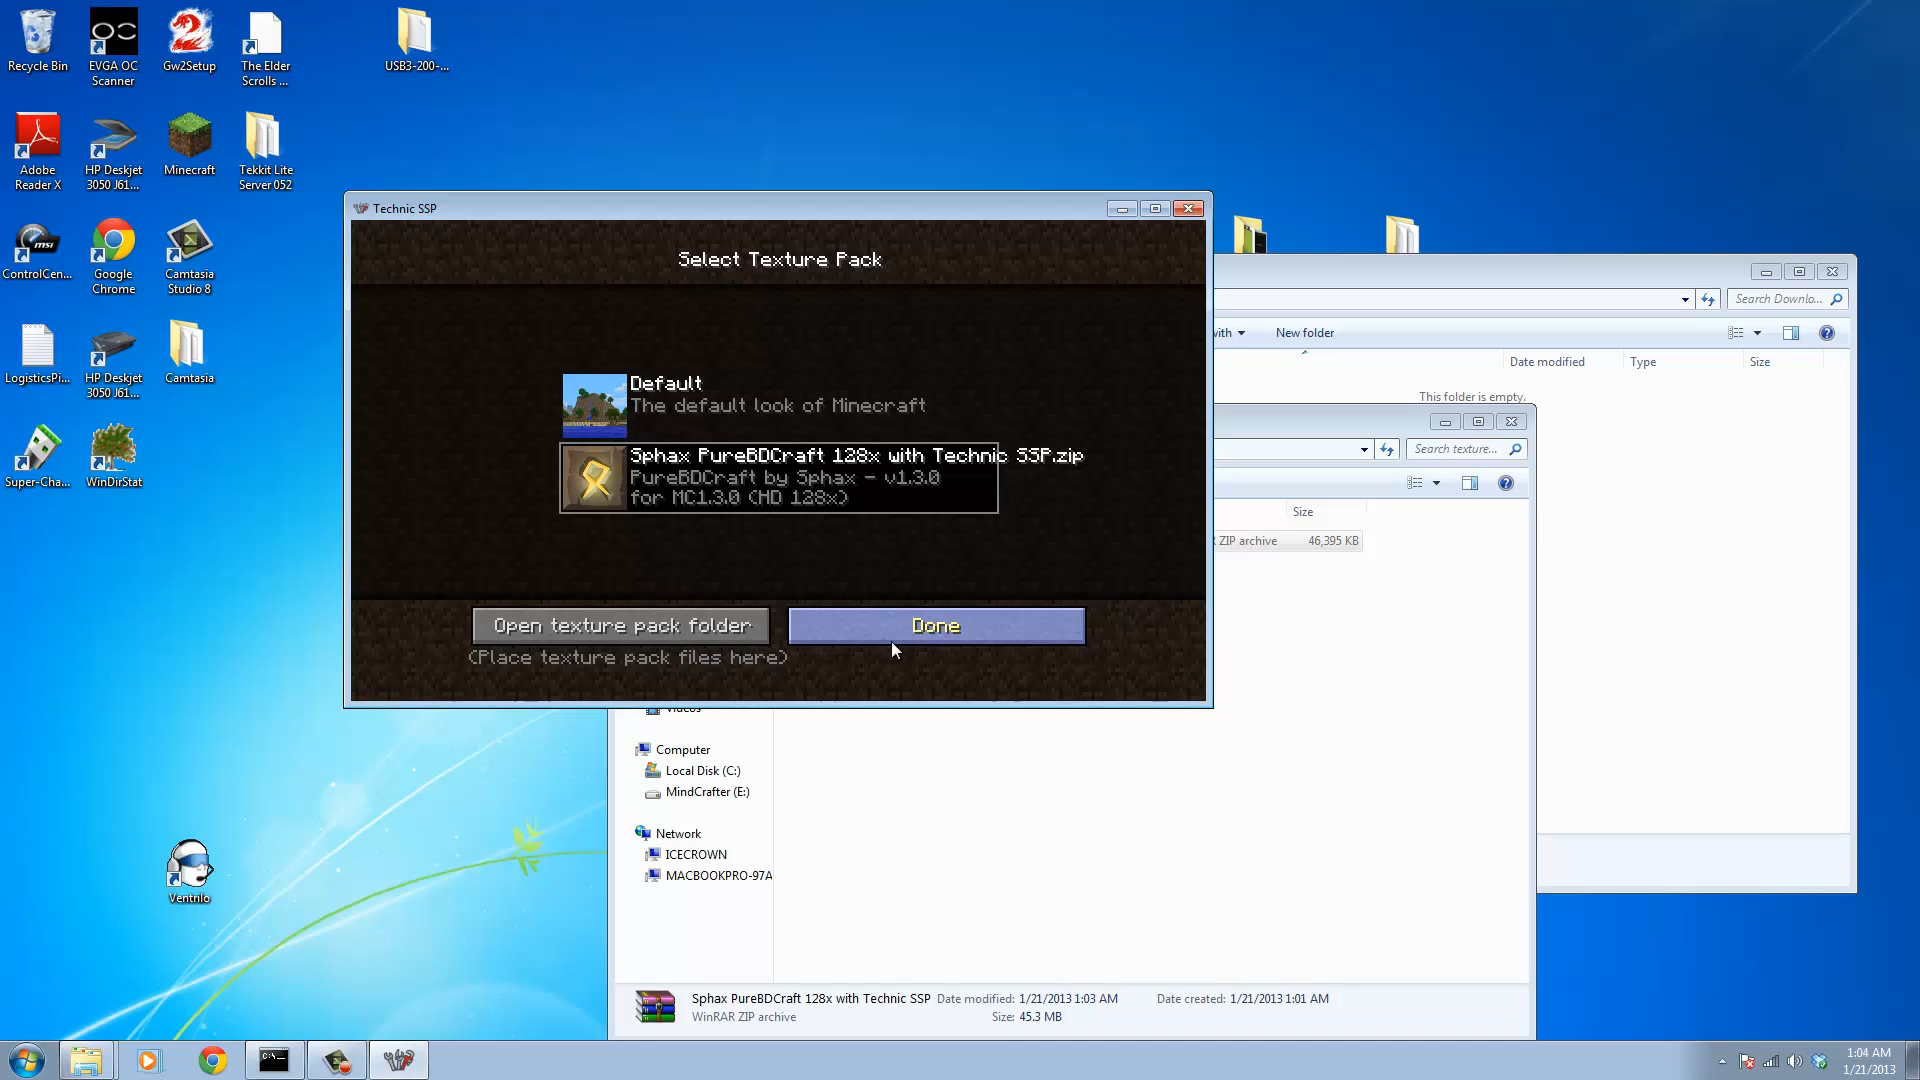 Recycle Bin
EVGA OC
Scanner
Gw2Setup
The Elder
Scrolls ...
USB3-200-...
Adobe
Reader X
HP Deskjet
3050 J61...
Minecraft
Tekkit Lite
Server 052
ControlCen...
Google
Chrome
Camtasia
Studio 8
LogisticsPi...
HP Deskjet
3050 J61...
Camtasia
Super-Cha...
WinDirStat
Ventrilo
Technic SSP
Select Texture Pack
Default
The default look of Minecraft
Sphax PureBDCraft 128x with Technic SSP.zip
PureBDCraft by Sphax - v1.3.0
for MC1.3.0 (HD 128x)
Open texture pack folder
Done
(Place texture pack files here)
Search Downlo...
with
New folder
Date modified
Type
Size
This folder is empty.
Search texture...
Size
ZIP archive
46,395 KB
Videos
Computer
Local Disk (C:)
MindCrafter (E:)
Network
ICECROWN
MACBOOKPRO-97A
Sphax PureBDCraft 128x with Technic SSP
Date modified: 1/21/2013 1:03 AM
Date created: 1/21/2013 1:01 AM
WinRAR ZIP archive
Size: 45.3 MB
1:04 AM
1/21/2013